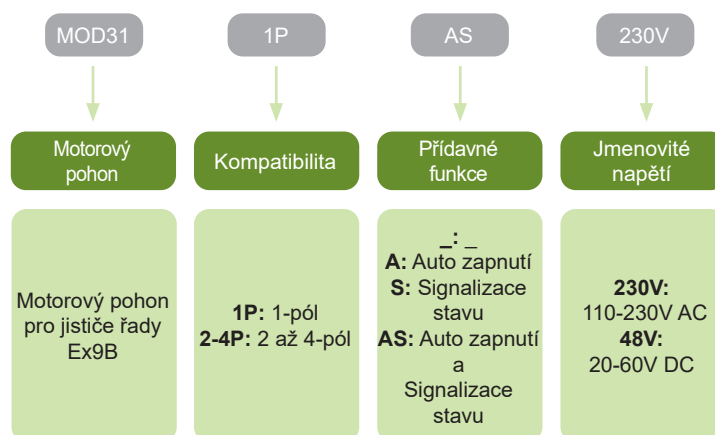 MOD31
1P
AS
230V
Motorový
pohon
Kompatibilita
Přídavné
funkce
Jmenovité
napětí
Motorový pohon
pro jističe řady
Ex9B
1P: 1-pól
2-4P: 2 až 4-pól
_: _
A: Auto zapnutí
S: Signalizace
stavu
AS: Auto zapnutí
a
Signalizace
stavu
230V:
110-230V AC
48V:
20-60V DC